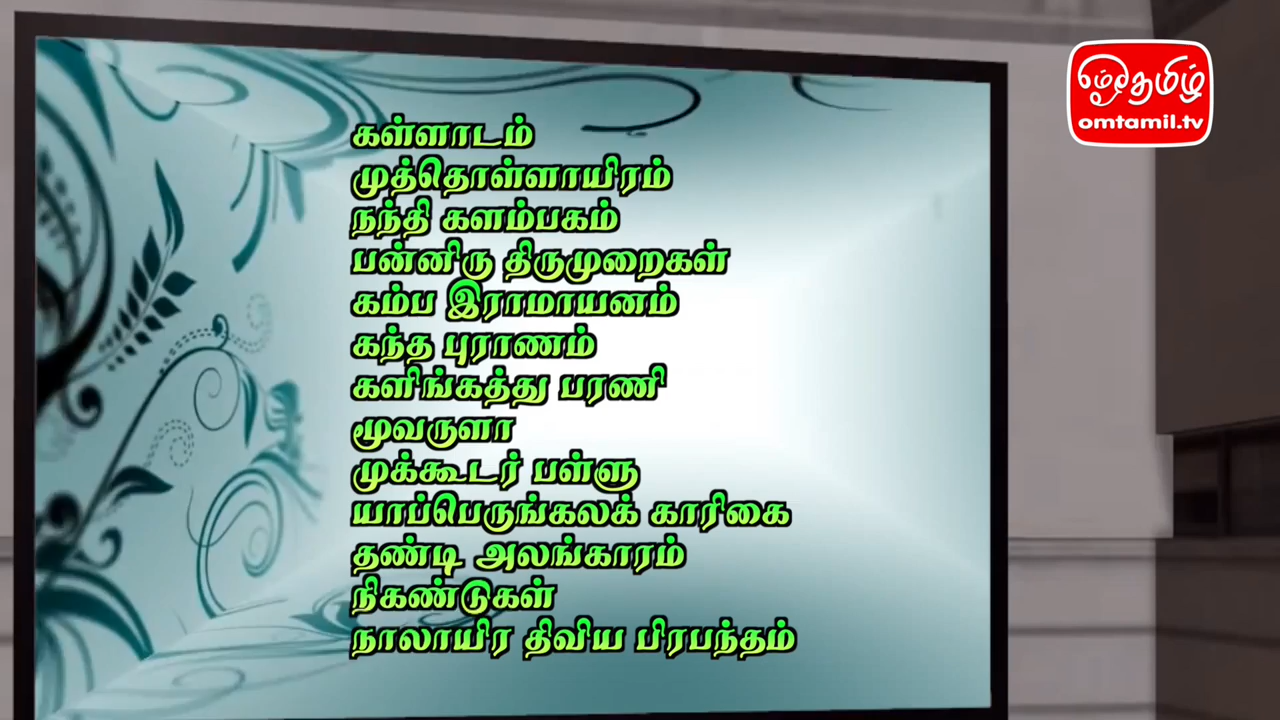 ஓம்தமிழ்
omtamil.tv
கள்ளாடம்
முத்தொள்ளாயிரம்
நந்தி களம்பகம்
பன்னிரு திருமுறைகள்
கம்ப இராமாயனம்
கந்த புராணம்
களிங்கத்து பரணி
மூவருளா
முக்கூடர் பள்ளு
யாப்பெருங்கலக் காரிகை
தண்டி அலங்காரம்
நிகண்டுகள்
நாலாயிர திவிய பிரபந்தம்